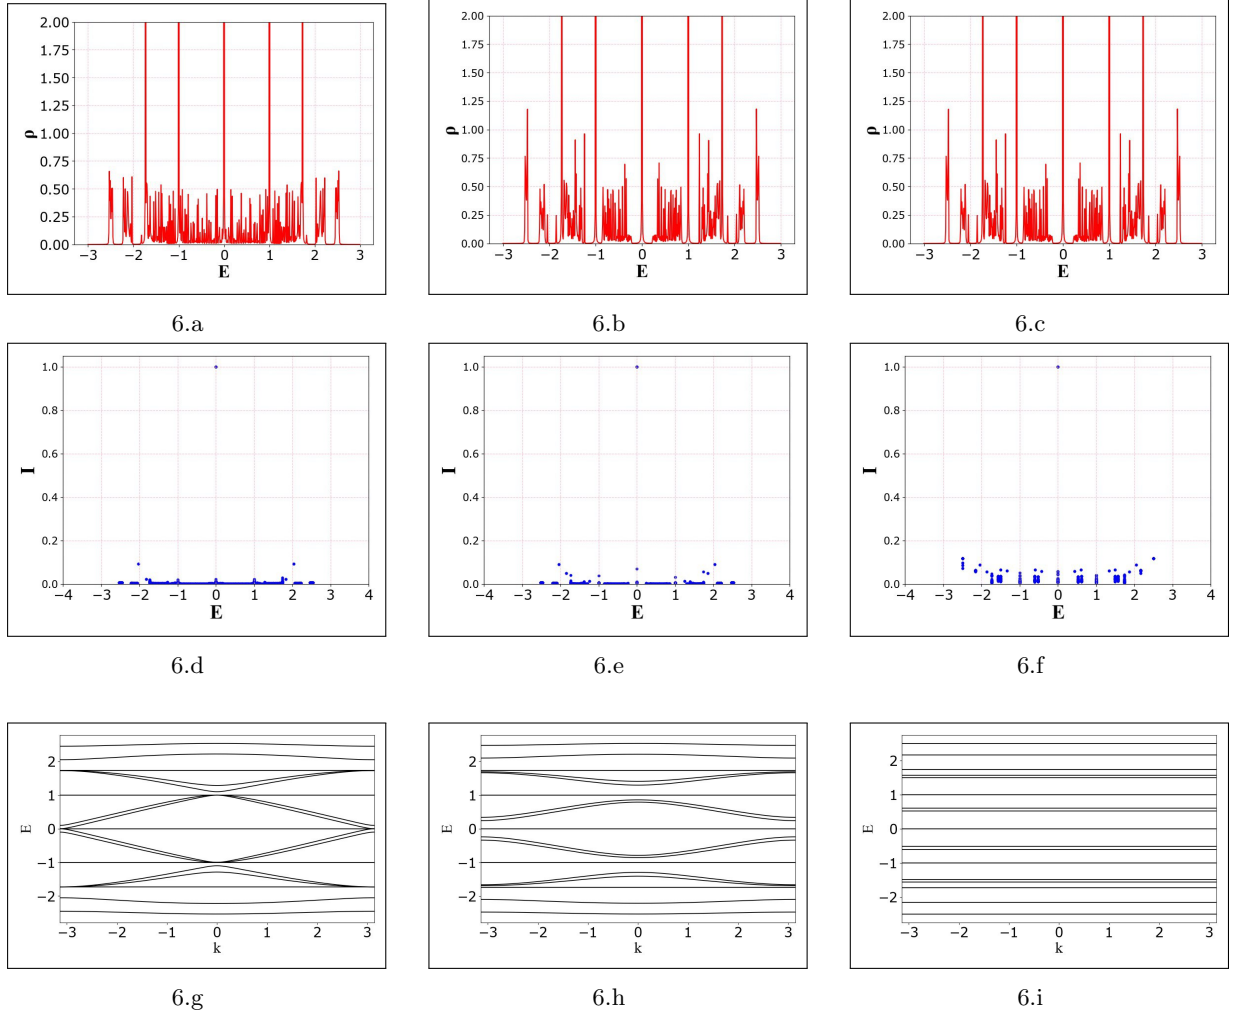 2.00 2.00 2.00
1.75 1.75 1.75
1.50 1.50 1.50
1.25 1.25 1.25
ρ 1.00 ρ 1.00 ρ 1.00
0.75 0.75 0.75
0.50 0.50 0.50
0.25 0.25 0.25
0.00 0.00 0.00
−3 −2 −1 0 1 2 3 −3 −2 −1 0 1 2 3 −3 −2 −1 0 1 2 3
E E E
6.a 6.b 6.c
1.0 1.0 1.0
0.8 0.8 0.8
0.6 0.6 0.6
I I I
0.4 0.4 0.4
0.2 0.2 0.2
0.0 0.0 0.0
−4 −3 −2 −1 0 1 2 3 4 −4 −3 −2 −1 0 1 2 3 4 −4 −3 −2 −1 0 1 2 3 4
E E E
6.d 6.e 6.f
2 2 2
1 1 1
E 0 E 0 E 0
−1 −1 −1
−2 −2 −2
−3 −2 −1 0 1 2 3 −3 −2 −1 0 1 2 3 −3 −2 −1 0 1 2 3
k k k
6.g 6.h 6.i